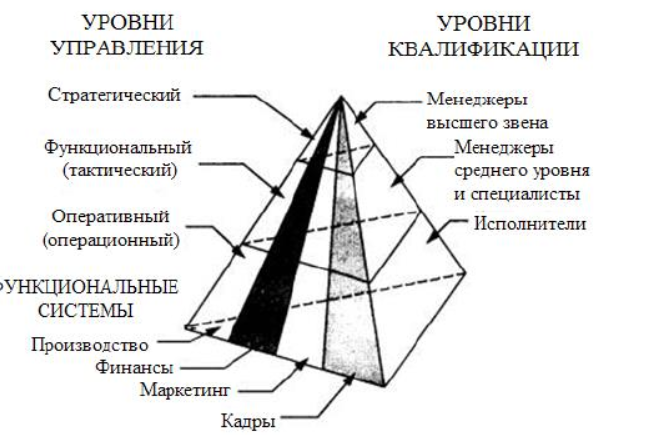 УРОВНИ
УПРАВЛЕНИЯ
УРОВНИ
КВАЛИФИКАЦИИ
Стратегический
Менеджеры
высшего звена
Функциональный
(тактический)
Менеджеры
среднего уровня
и специалисты
Оперативный
(операционный)
Исполнители
ФУНКЦИОНАЛЬНЫЕ
СИСТЕМЫ
Производство
Финансы
Маркетинг
Кадры